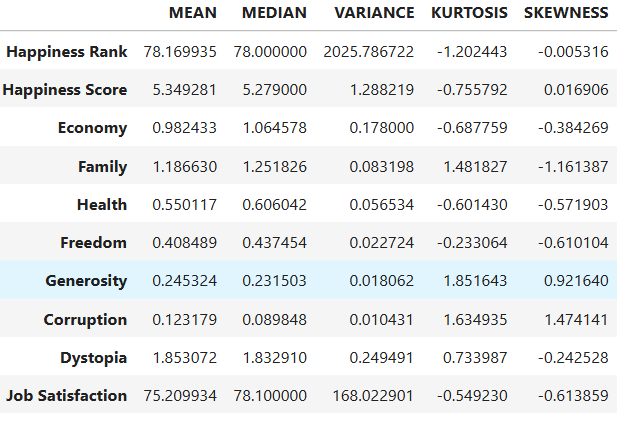 MEAN MEDIAN VARIANCE KURTOSIS SKEWNESS
Happiness Rank 78.169935 78.000000 2025.786722 -1.202443 -0.005316
Happiness Score 5.349281 5.279000 1.288219 -0.755792 0.016906
Economy 0.982433 1.064578 0.178000 -0.687759 -0.384269
Family 1.186630 1.251826 0.083198 1.481827 -1.161387
Health 0.550117 0.606042 0.056534 -0.601430 -0.571903
Freedom 0.408489 0.437454 0.022724 -0.233064 -0.610104
Generosity 0.245324 0.231503 0.018062 1.851643 0.921640
Corruption 0.123179 0.089848 0.010431 1.634935 1.474141
Dystopia 1.853072 1.832910 0.249491 0.733987 -0.242528
Job Satisfaction 75.209934 78.100000 168.022901 -0.549230 -0.613859